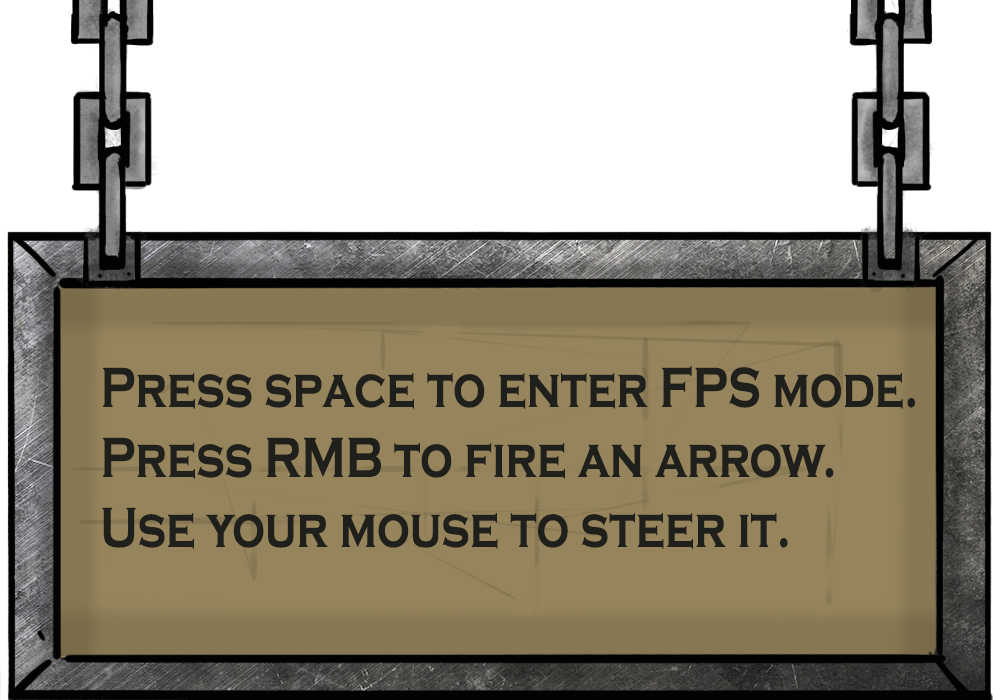 Press space to enter FPS mode.
Press RMB to fire an arrow.
Use your mouse to steer it.